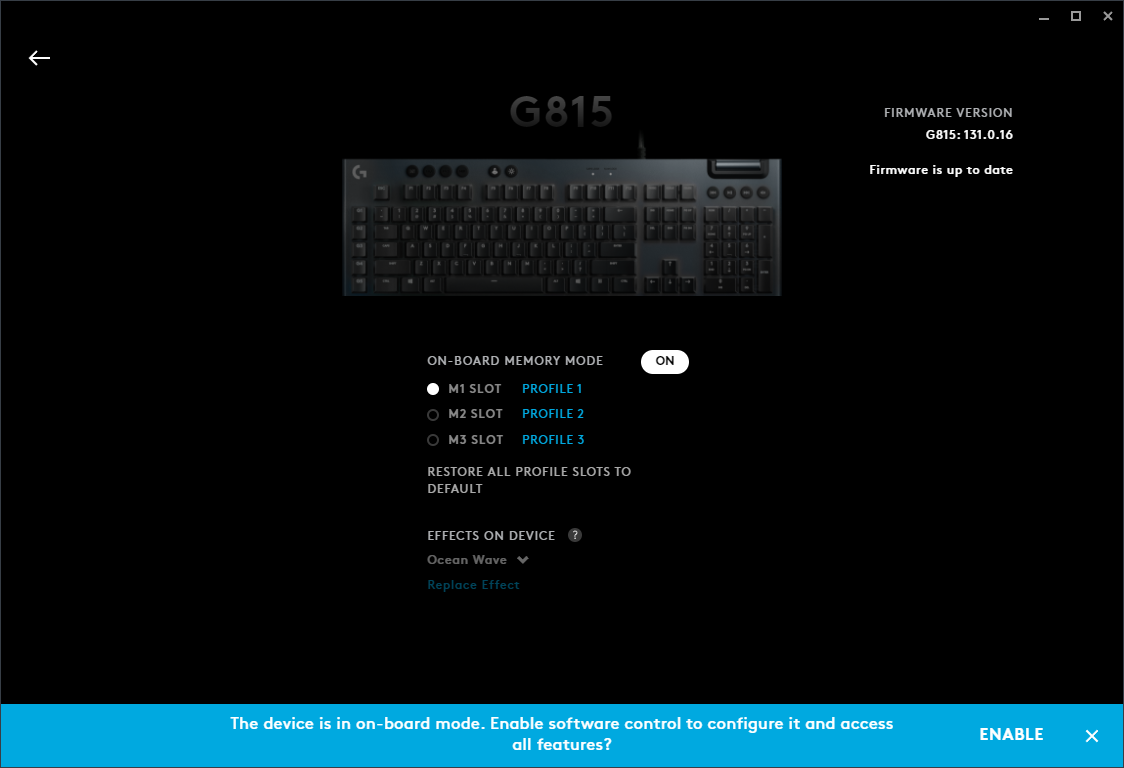 G815
FIRMWARE VERSION
G815: 131.0.16
Firmware is up to date
ON-BOARD MEMORY MODE
ON
M1 SLOT PROFILE 1
M2 SLOT PROFILE 2
M3 SLOT PROFILE 3
RESTORE ALL PROFILE SLOTS TO
DEFAULT
EFFECTS ON DEVICE ?
Ocean Wave
Replace Effect
The device is in on-board mode. Enable software control to configure it and access
all features?
ENABLE